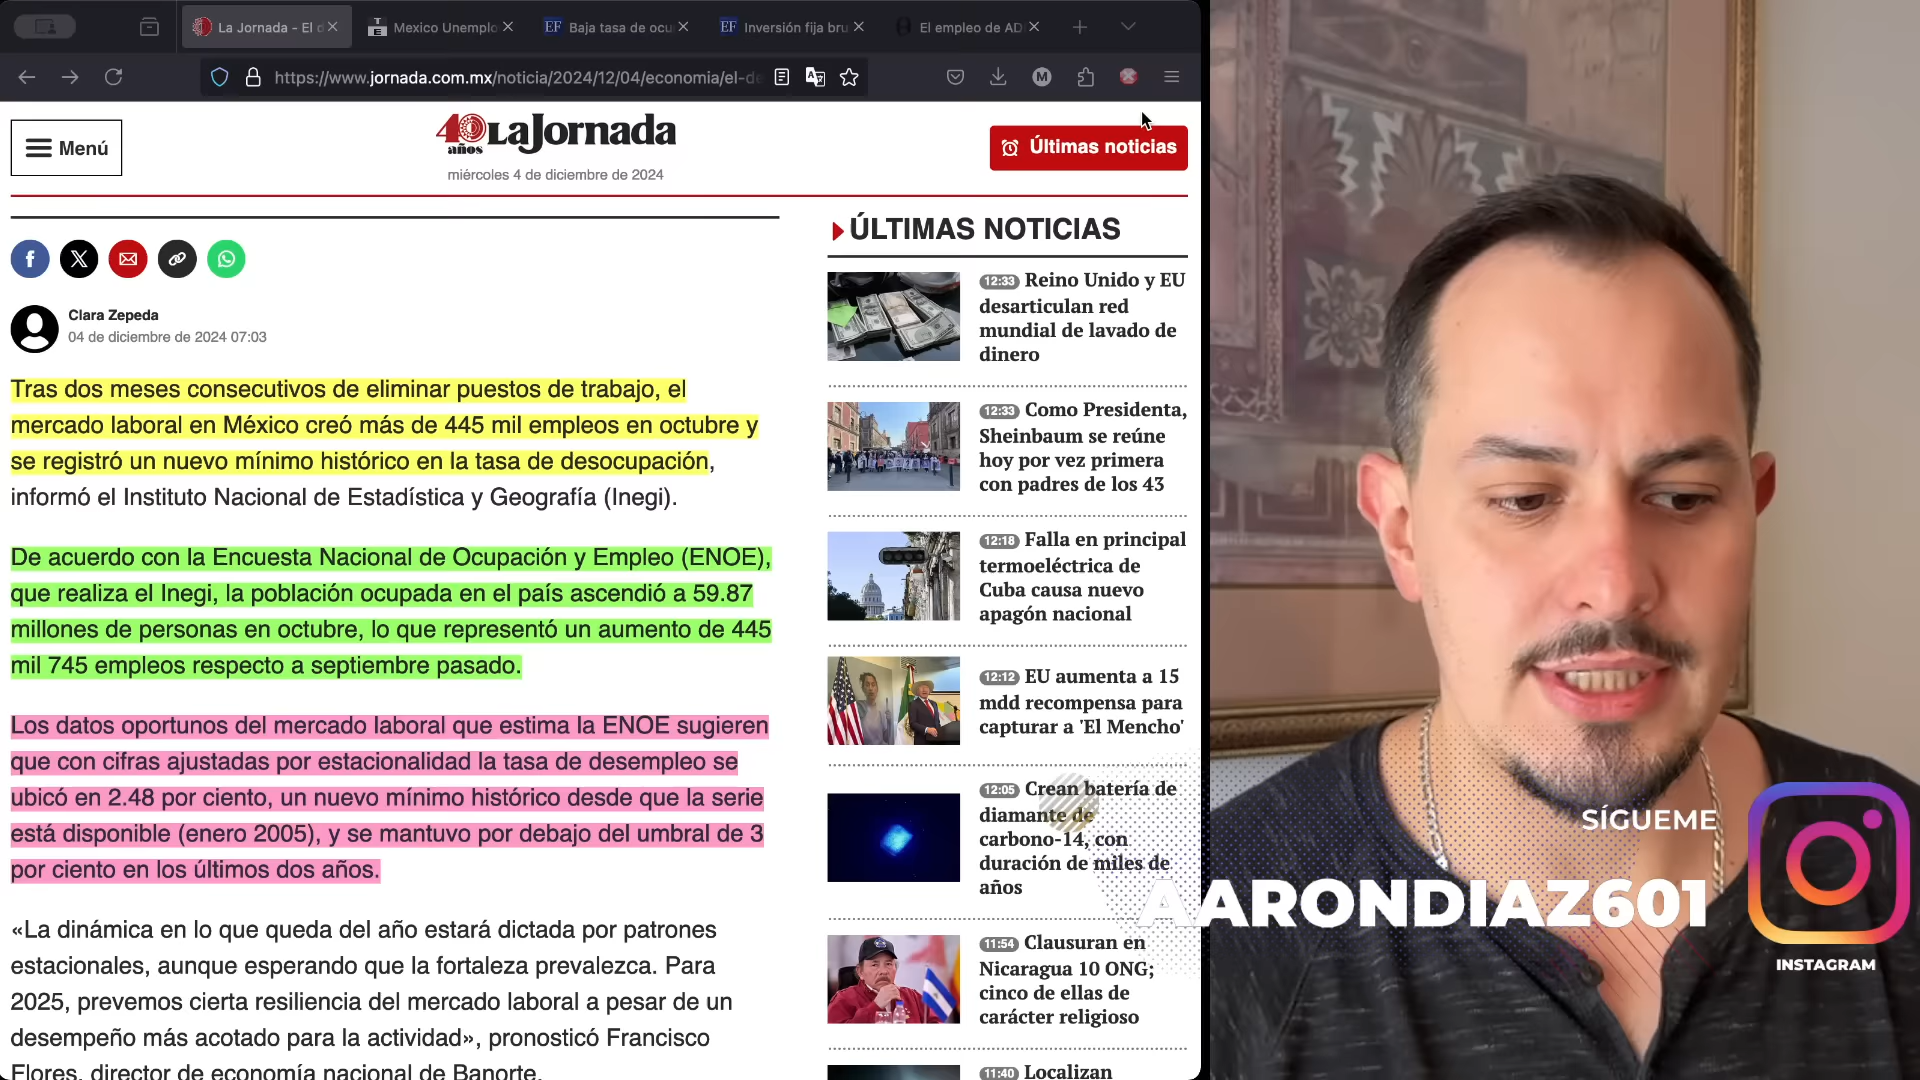 La Jornada - El d
Mexico Unemplo
Baja tasa de ocu
Inversión fija bru
El empleo de AD
https://www.jornada.com.mx/noticia/2024/12/04/economia/el-de
Menú
40 años La Jornada
miércoles 4 de diciembre de 2024
Últimas noticias
Clara Zepeda
04 de diciembre de 2024 07:03
Tras dos meses consecutivos de eliminar puestos de trabajo, el
mercado laboral en México creó más de 445 mil empleos en octubre y
se registró un nuevo mínimo histórico en la tasa de desocupación,
informó el Instituto Nacional de Estadística y Geografía (Inegi).
De acuerdo con la Encuesta Nacional de Ocupación y Empleo (ENOE),
que realiza el Inegi, la población ocupada en el país ascendió a 59.87
millones de personas en octubre, lo que representó un aumento de 445
mil 745 empleos respecto a septiembre pasado.
Los datos oportunos del mercado laboral que estima la ENOE sugieren
que con cifras ajustadas por estacionalidad la tasa de desempleo se
ubicó en 2.48 por ciento, un nuevo mínimo histórico desde que la serie
está disponible (enero 2005), y se mantuvo por debajo del umbral de 3
por ciento en los últimos dos años.
«La dinámica en lo que queda del año estará dictada por patrones
estacionales, aunque esperando que la fortaleza prevalezca. Para
2025, prevemos cierta resiliencia del mercado laboral a pesar de un
desempeño más acotado para la actividad», pronosticó Francisco
Flores, director de economía nacional de Banorte.
ÚLTIMAS NOTICIAS
12:33 Reino Unido y EU
desarticulan red
mundial de lavado de
dinero
12:33 Como Presidenta,
Sheinbaum se reúne
hoy por vez primera
con padres de los 43
12:18 Falla en principal
termoeléctrica de
Cuba causa nuevo
apagón nacional
12:12 EU aumenta a 15
mdd recompensa para
capturar a 'El Mencho'
12:05 Crean batería de
diamante de
carbono-14, con
duración de miles de
años
11:54 Clausuran en
Nicaragua 10 ONG;
cinco de ellas de
carácter religioso
11:40 Localizan
SÍGUEME
AARONDIAZ601
INSTAGRAM